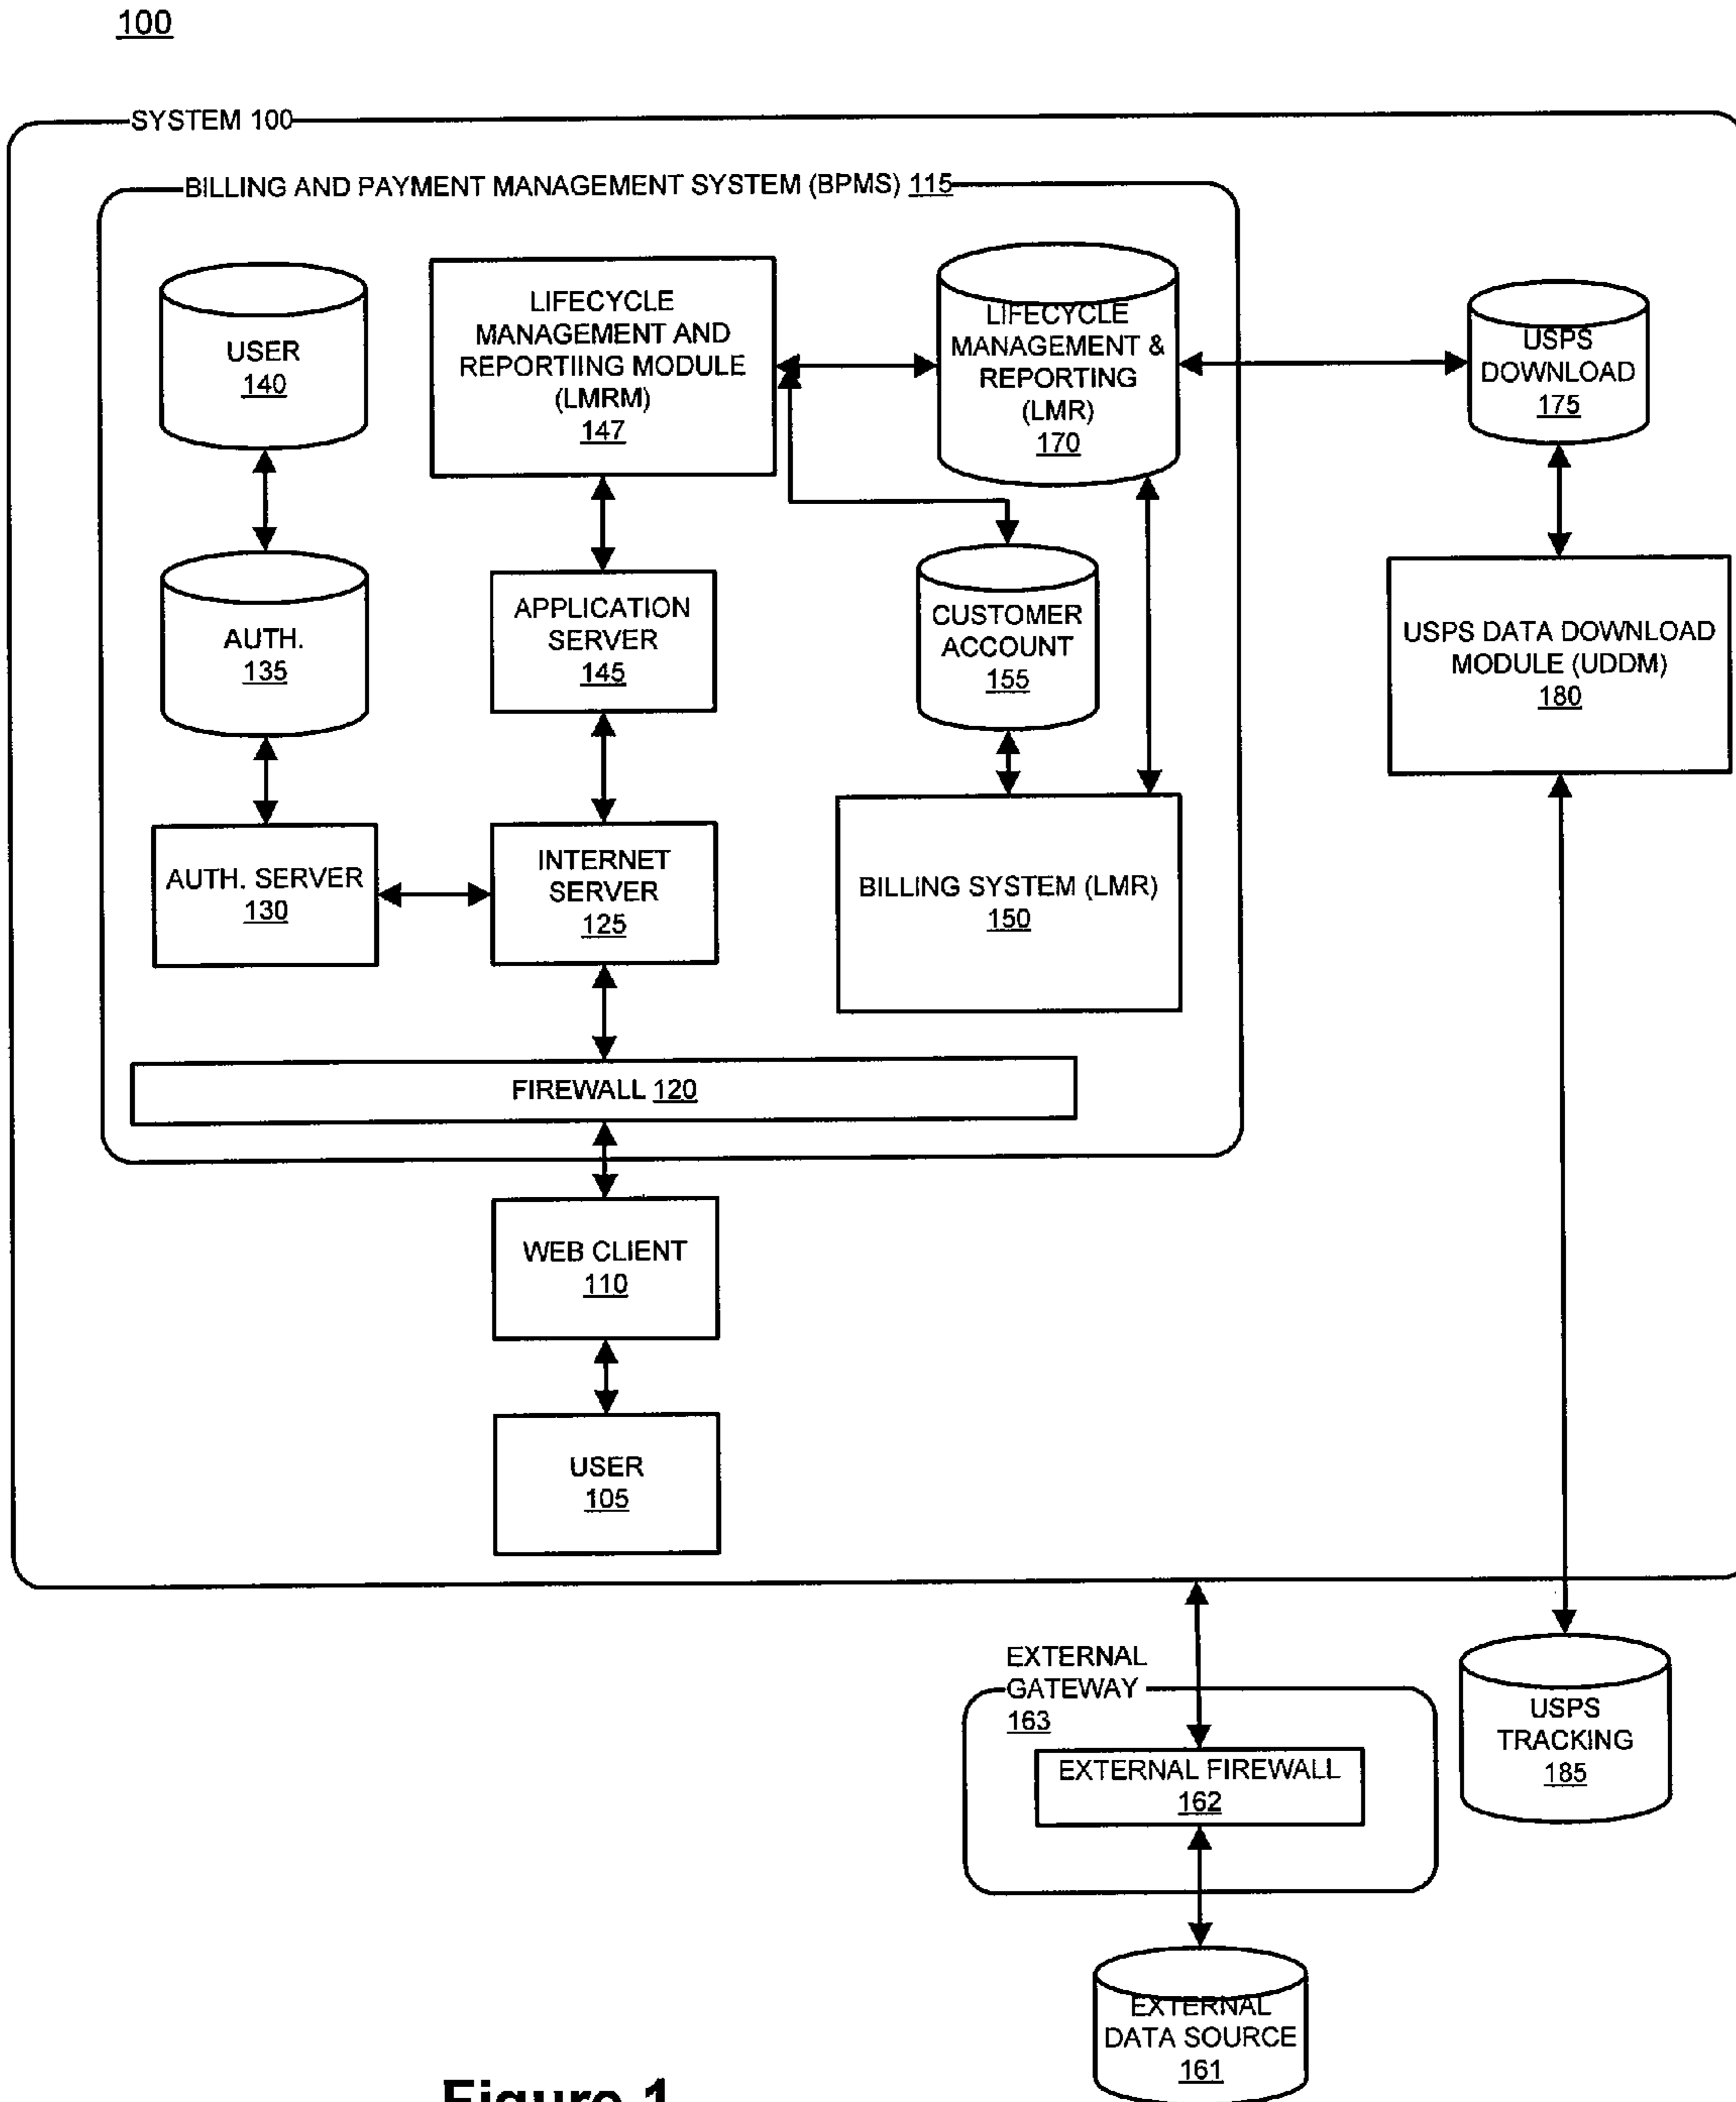 100
SYSTEM 100
BILLING AND PAYMENT MANAGEMENT SYSTEM (BPMS) 115
USER
140
LIFECYCLE
MANAGEMENT AND
REPORTIING MODULE
(LMRM)
147
LIFECYCLE
MANAGEMENT &
REPORTING
(LMR)
170
USPS
DOWNLOAD
175
AUTH.
135
APPLICATION
SERVER
145
CUSTOMER
ACCOUNT
155
USPS DATA DOWNLOAD
MODULE (UDDM)
180
AUTH. SERVER
130
INTERNET
SERVER
125
BILLING SYSTEM (LMR)
150
FIREWALL 120
WEB CLIENT
110
USER
105
EXTERNAL
GATEWAY
163
EXTERNAL FIREWALL
162
USPS
TRACKING
185
EXTERNAL
DATA SOURCE
161
Figure 1